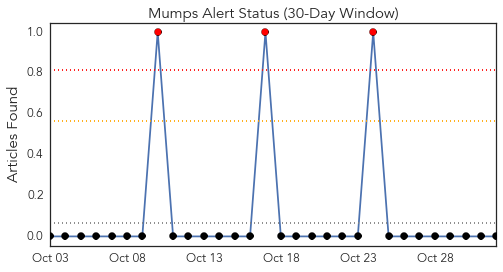 Mumps Alert Status (30-Day Window)
Articles Found
1.0
0.8
0.6
0.4
0.2
0.0
Oct 03 Oct 08 Oct 13 Oct 18 Oct 23 Oct 28